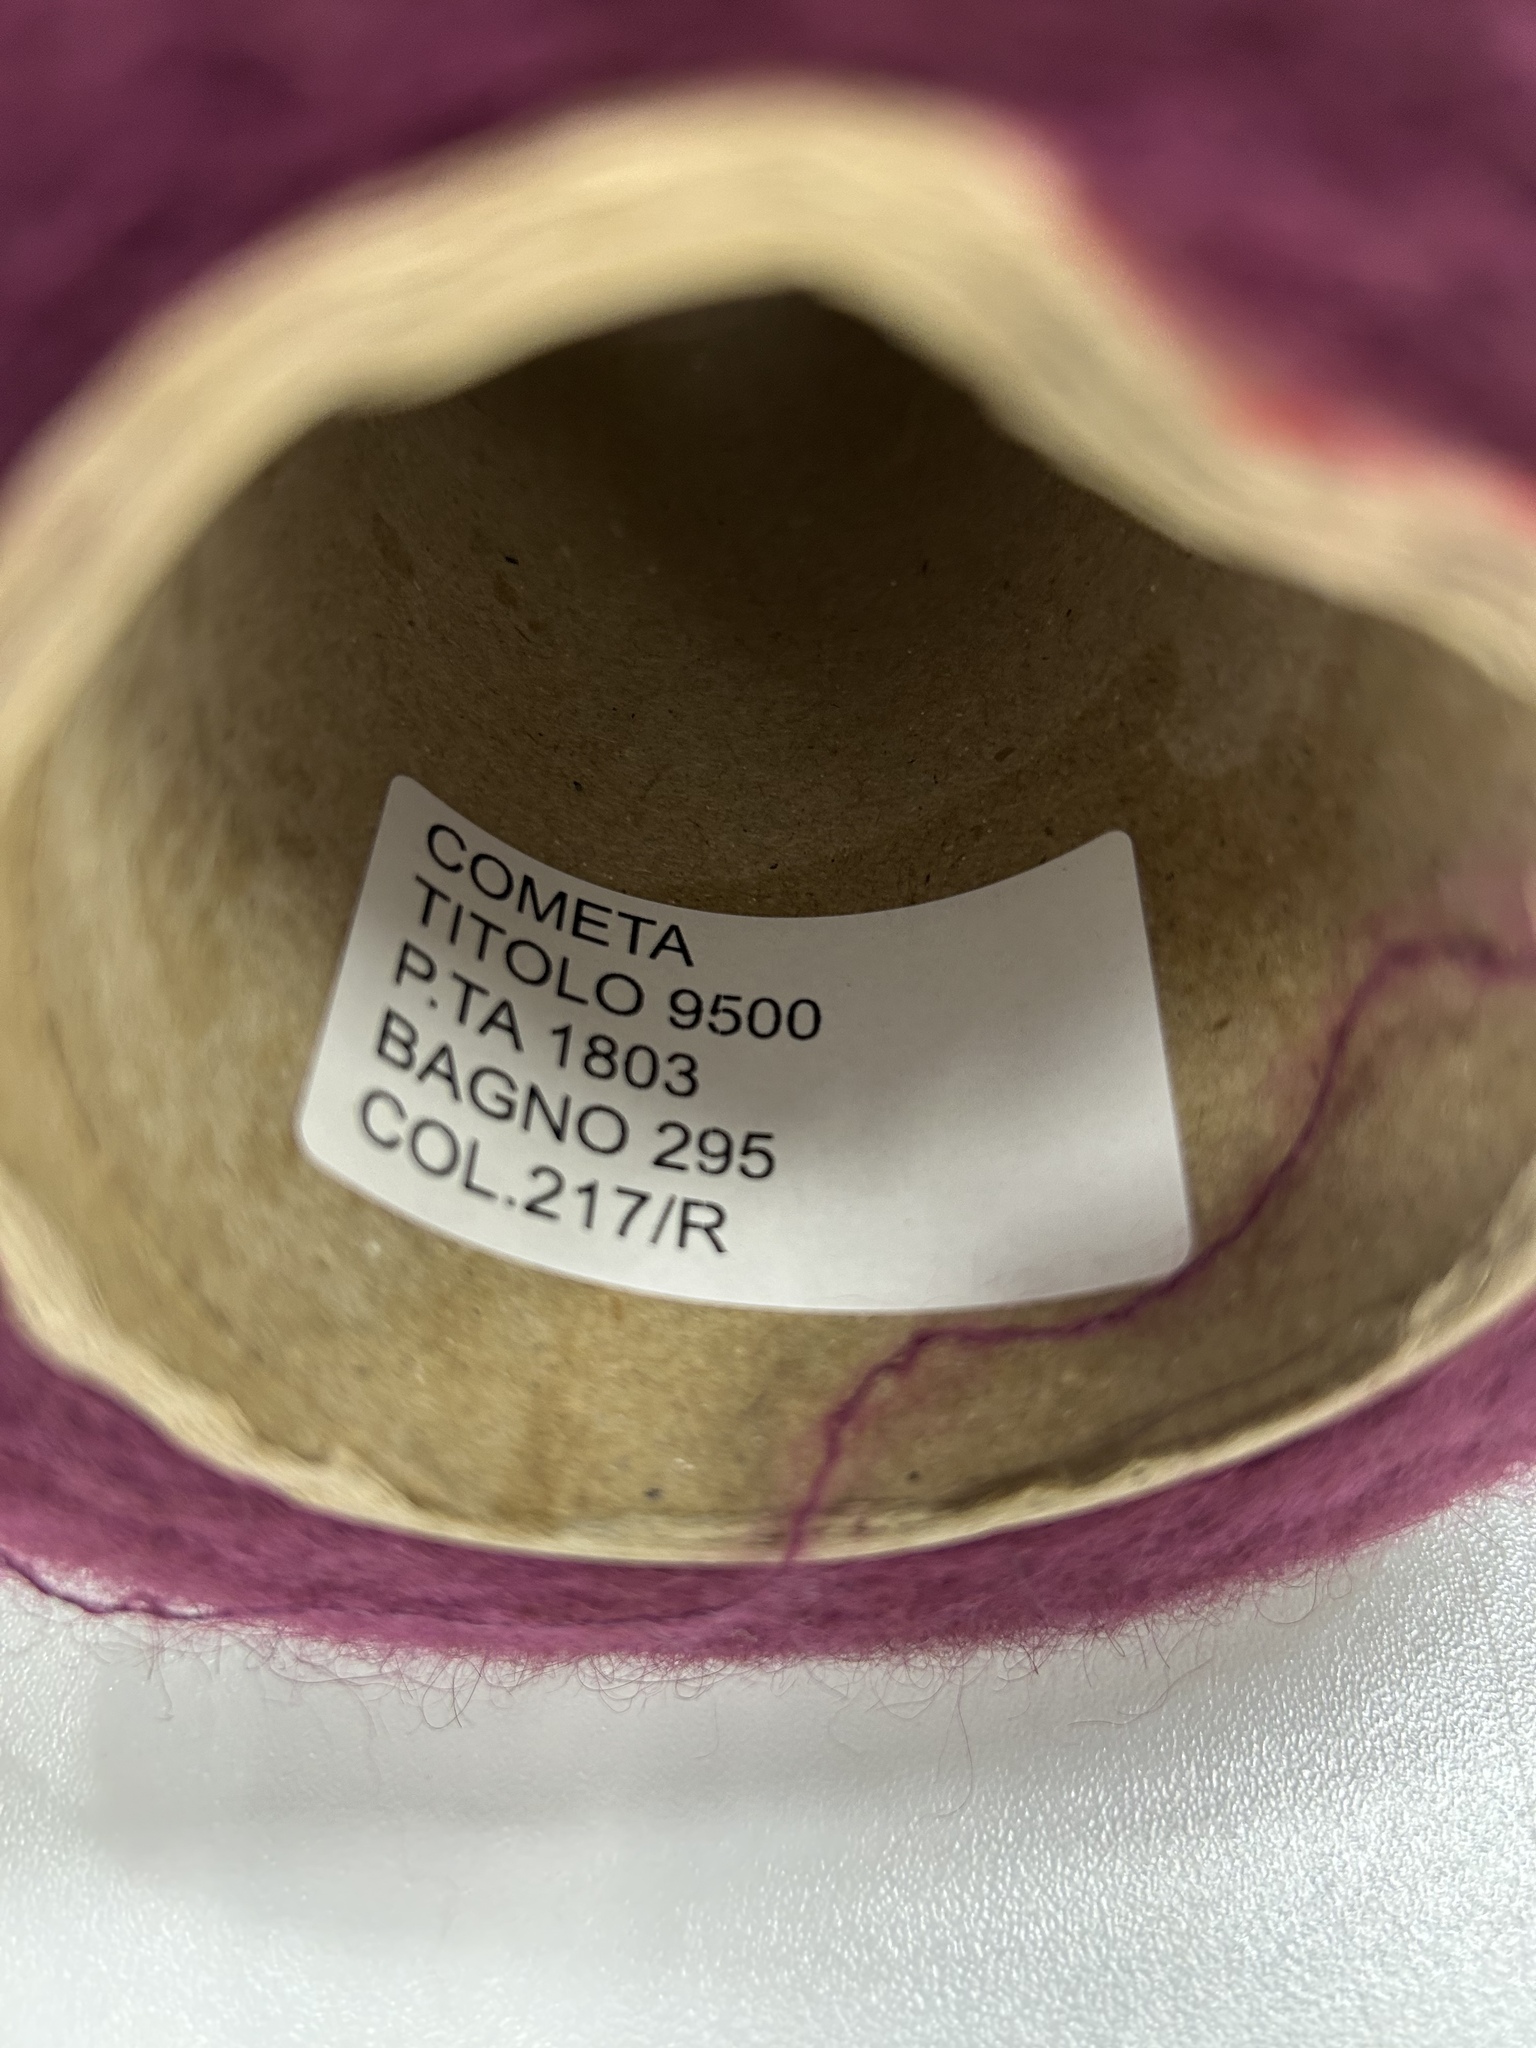 COMETA
TITOLO 9500
P.TA 1803
BAGNO 295
COL.217/R